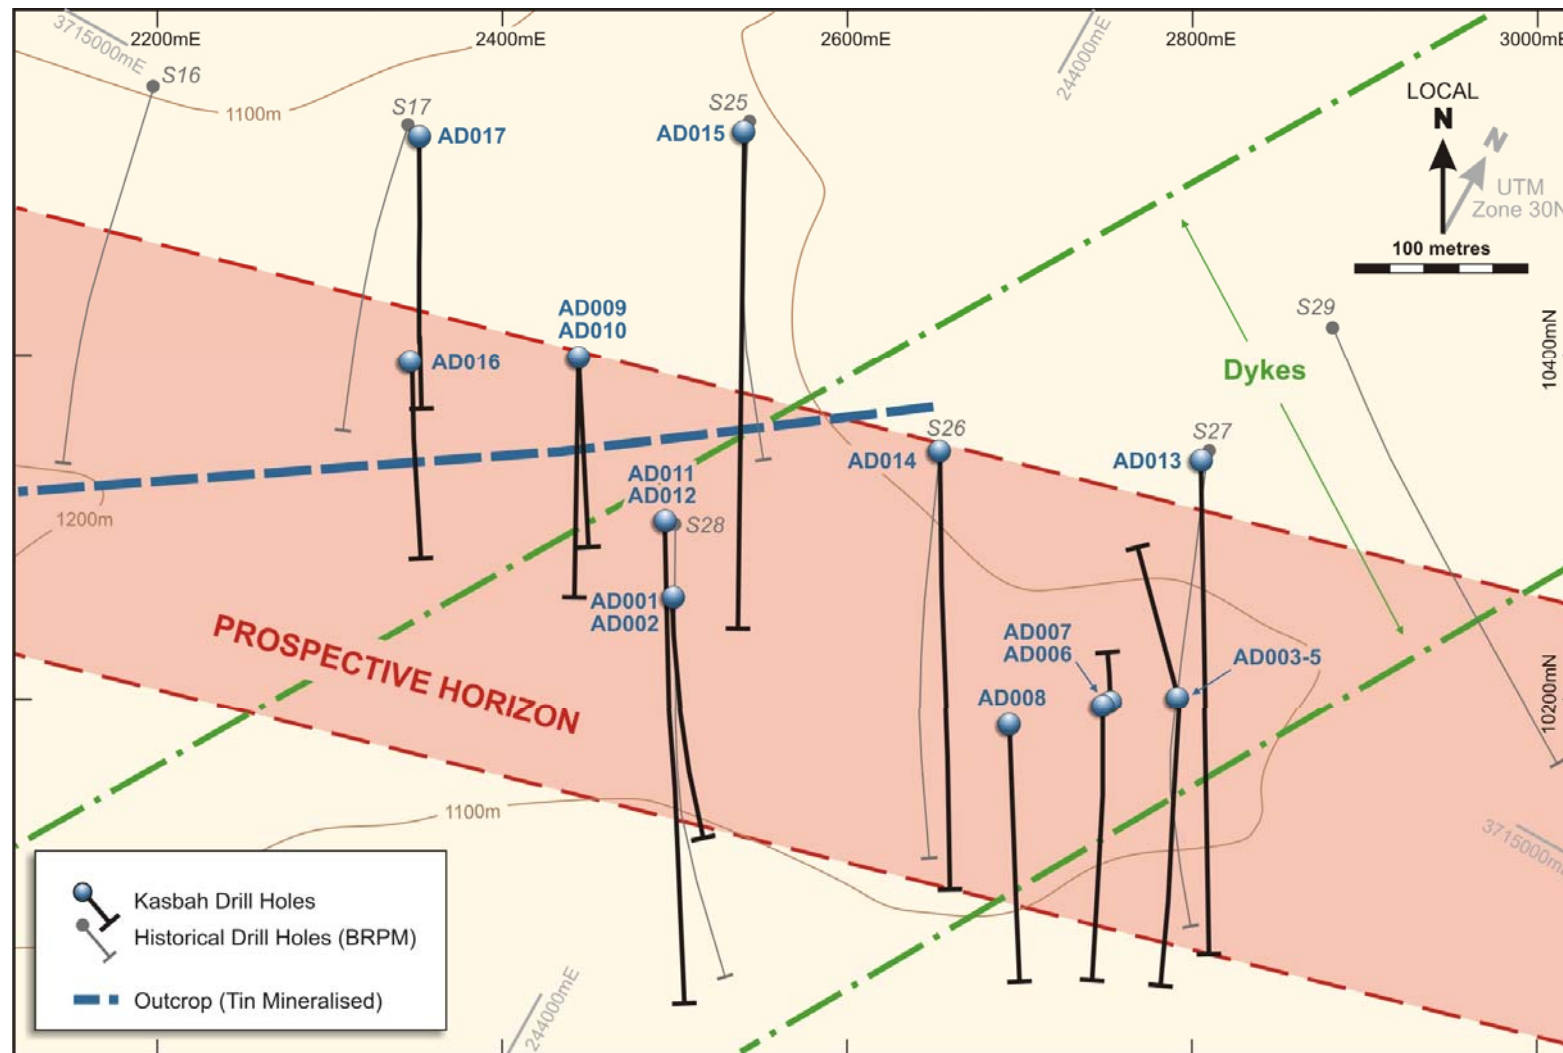 2200mE
2400mE
2600mE
2800mE
3000mE
3715000mE
244000mE
S16
1100m
S17
AD017
S25
AD015
LOCAL
N
N
UTM
Zone 30N
100 metres
AD009
AD010
S29
10400mN
AD016
Dykes
S26
AD014
S27
AD013
AD011
AD012
S28
1200m
AD001
AD002
PROSPECTIVE HORIZON
AD007
AD006
AD003-5
AD008
10200mN
1100m
3715000m
Kasbah Drill Holes
Historical Drill Holes (BRPM)
Outcrop (Tin Mineralised)
244000mE